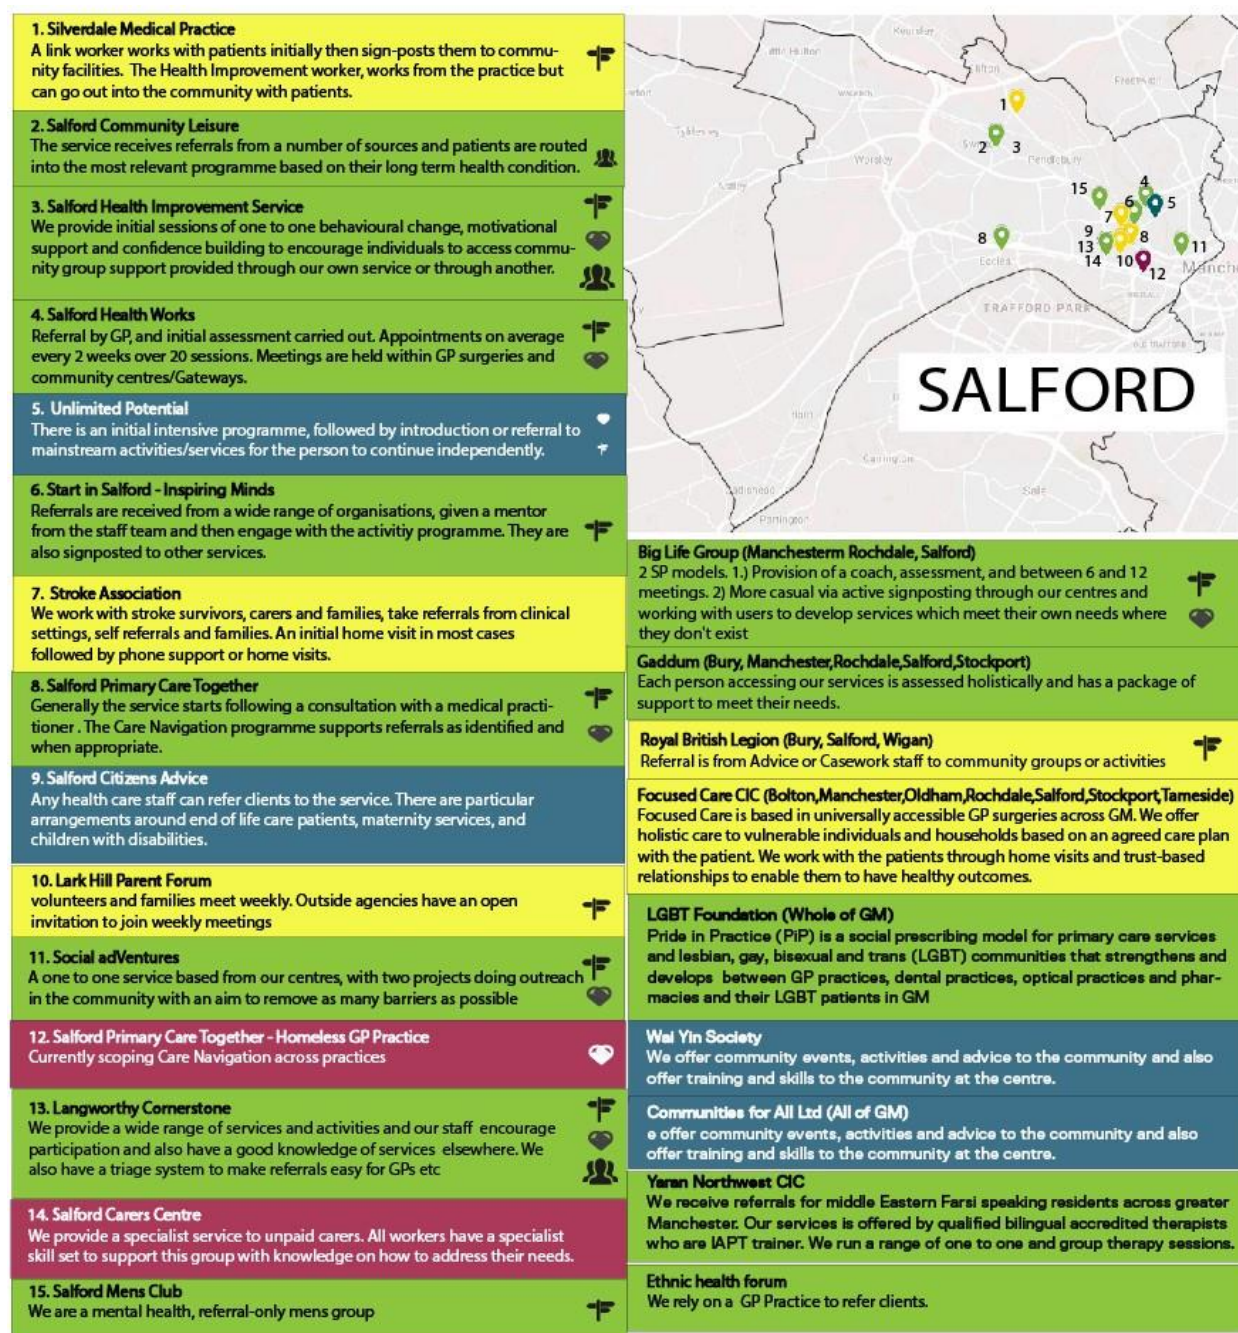 1. Silverdale Medical Practice
A link worker works with patients initially then sign-posts them to commu-
nity facilities. The Health Improvement worker, works from the practice but
can go out into the community with patients.
2. Salford Community Leisure
The service receives referrals from a number of sources and patients are routed
into the most relevant programme based on their long term health condition.
3. Salford Health Improvement Service
We provide initial sessions of one to one behavioural change, motivational
support and confidence building to encourage individuals to access commu-
nity group support provided through our own service or through another.
4. Salford Health Works
Referral by GP, and initial assessment carried out. Appointments on average
every 2 weeks over 20 sessions. Meetings are held within GP surgeries and
community centres/Gateways.
5. Unlimited Potential
There is an initial intensive programme, followed by introduction or referral to
mainstream activities/services for the person to continue independently.
6. Start in Salford - Inspiring Minds
Referrals are received from a wide range of organisations, given a mentor
from the staff team and then engage with the activitiy programme. They are
also signposted to other services.
7. Stroke Association
We work with stroke survivors, carers and families, take referrals from clinical
settings, self referrals and families. An initial home visit in most cases
followed by phone support or home visits.
8. Salford Primary Care Together
Generally the service starts following a consultation with a medical practi-
tioner . The Care Navigation programme supports referrals as identified and
when appropriate.
9. Salford Citizens Advice
Any health care staff can refer clients to the service. There are particular
arrangements around end of life care patients, maternity services, and
children with disabilities.
10. Lark Hill Parent Forum
volunteers and families meet weekly. Outside agencies have an open
invitation to join weekly meetings
11. Social adVentures
A one to one service based from our centres, with two projects doing outreach
in the community with an aim to remove as many barriers as possible
12. Salford Primary Care Together - Homeless GP Practice
Currently scoping Care Navigation across practices
13. Langworthy Cornerstone
We provide a wide range of services and activities and our staff encourage
participation and also have a good knowledge of services elsewhere. We
also have a triage system to make referrals easy for GPs etc
14. Salford Carers Centre
We provide a specialist service to unpaid carers. All workers have a specialist
skill set to support this group with knowledge on how to address their needs.
15. Salford Mens Club
We are a mental health, referral-only mens group
Kearsley
Little Hulton
Clifton
Prestwich
1
Tyldesley
Worsley
2 3
Pendlebury
15
4
6 5
7
9
8
8
13
11
Eccles
14 10
12
Manch
TRAFFORD PARK
SALFORD
Irlam
Carrington
Cadishead
Sale
Partington
Big Life Group (Manchesterm Rochdale, Salford)
2 SP models. 1.) Provision of a coach, assessment, and between 6 and 12
meetings. 2) More casual via active signposting through our centres and
working with users to develop services which meet their own needs where
they don't exist
Gaddum (Bury, Manchester,Rochdale,Salford,Stockport)
Each person accessing our services is assessed holistically and has a package of
support to meet their needs.
Royal British Legion (Bury, Salford, Wigan)
Referral is from Advice or Casework staff to community groups or activities
Focused Care CIC (Bolton,Manchester,Oldham,Rochdale,Salford,Stockport,Tameside)
Focused Care is based in universally accessible GP surgeries across GM. We offer
holistic care to vulnerable individuals and households based on an agreed care plan
with the patient. We work with the patients through home visits and trust-based
relationships to enable them to have healthy outcomes.
LGBT Foundation (Whole of GM)
Pride in Practice (PiP) is a social prescribing model for primary care services
and lesbian, gay, bisexual and trans (LGBT) communities that strengthens and
develops between GP practices, dental practices, optical practices and phar-
macies and their LGBT patients in GM
Wai Yin Society
We offer community events, activities and advice to the community and also
offer training and skills to the community at the centre.
Communities for All Ltd (All of GM)
e offer community events, activities and advice to the community and also
offer training and skills to the community at the centre.
Yaran Northwest CIC
We receive referrals for middle Eastern Farsi speaking residents across greater
Manchester. Our services is offered by qualified bilingual accredited therapists
who are IAPT trainer. We run a range of one to one and group therapy sessions.
Ethnic health forum
We rely on a GP Practice to refer clients.